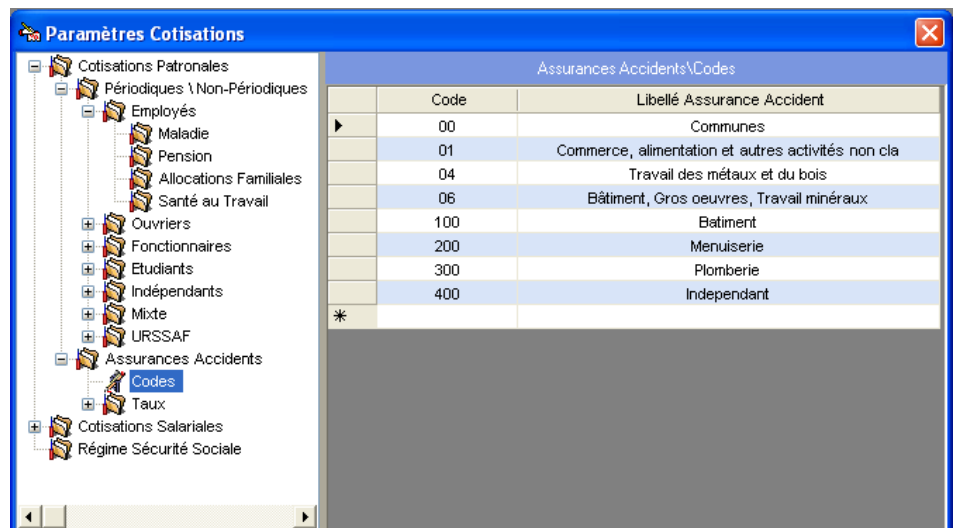 Paramètres Cotisations
Cotisations Patronales
Périodiques \ Non-Périodiques
Employés
Maladie
Pension
Allocations Familiales
Santé au Travail
Ouvriers
Fonctionnaires
Etudiants
Indépendants
Mixte
URSSAF
Assurances Accidents
Codes
Taux
Cotisations Salariales
Régime Sécurité Sociale
Assurances Accidents\Codes
Code Libellé Assurance Accident
00 Communes
01 Commerce, alimentation et autres activités non cla
04 Travail des métaux et du bois
06 Bâtiment, Gros oeuvres, Travail minéraux
100 Batiment
200 Menuiserie
300 Plomberie
400 Independant